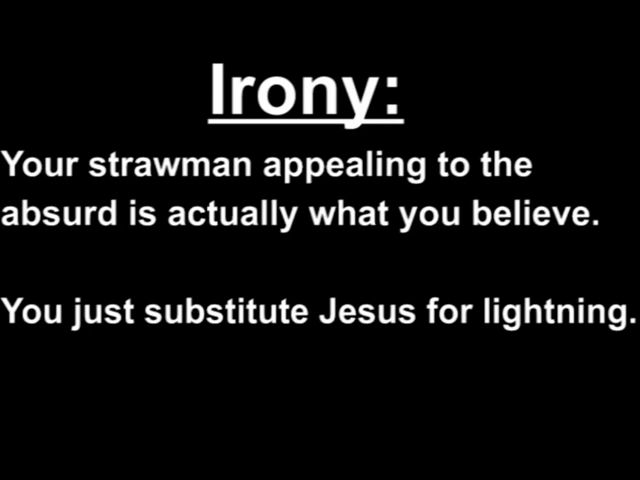 Irony:
Your strawman appealing to the
absurd is actually what you believe.
You just substitute Jesus for lightning.